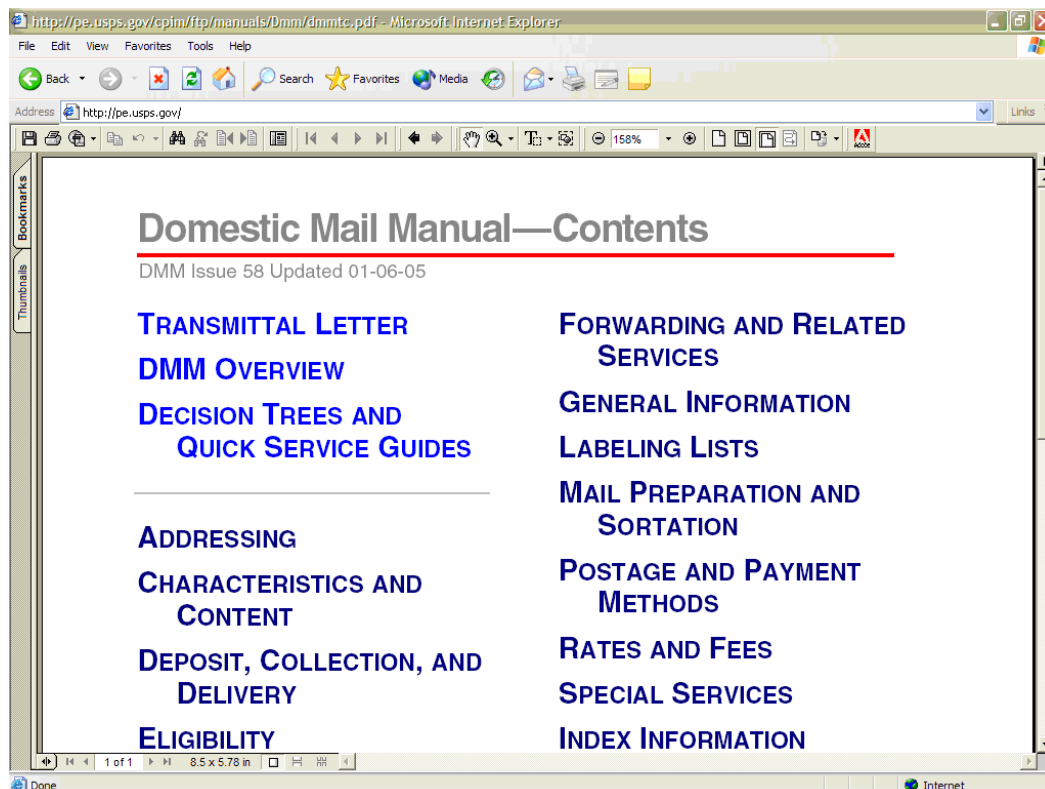 http://pe.usps.gov/cpim/ftp/manuals/Dmm/dmmtc.pdf - Microsoft Internet Explorer
File Edit View Favorites Tools Help
Back Search Favorites Media
Address http://pe.usps.gov/ Links
158% Adobe
Bookmarks
Thumbnails
Domestic Mail Manual—Contents
DMM Issue 58 Updated 01-06-05
TRANSMITTAL LETTER
DMM OVERVIEW
DECISION TREES AND
QUICK SERVICE GUIDES
ADDRESSING
CHARACTERISTICS AND
CONTENT
DEPOSIT, COLLECTION, AND
DELIVERY
ELIGIBILITY
FORWARDING AND RELATED
SERVICES
GENERAL INFORMATION
LABELING LISTS
MAIL PREPARATION AND
SORTATION
POSTAGE AND PAYMENT
METHODS
RATES AND FEES
SPECIAL SERVICES
INDEX INFORMATION
1 of 1 8.5 x 5.78 in
Done Internet